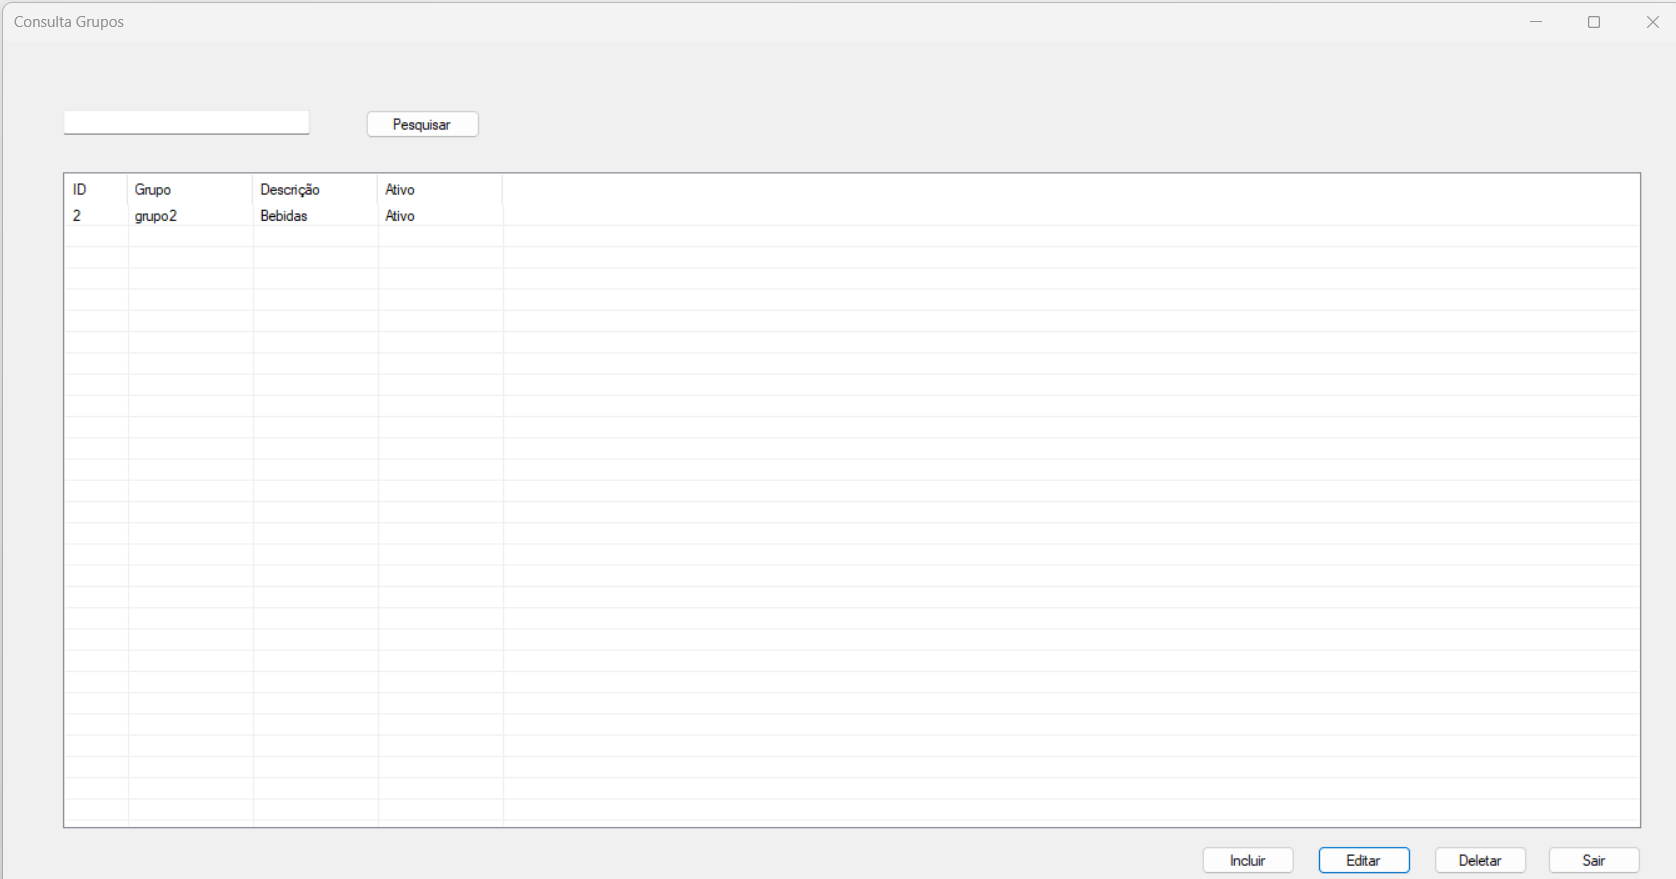 Consulta Grupos
Pesquisar
ID Grupo Descrição Ativo
2 grupo2 Bebidas Ativo
Incluir Editar Deletar Sair